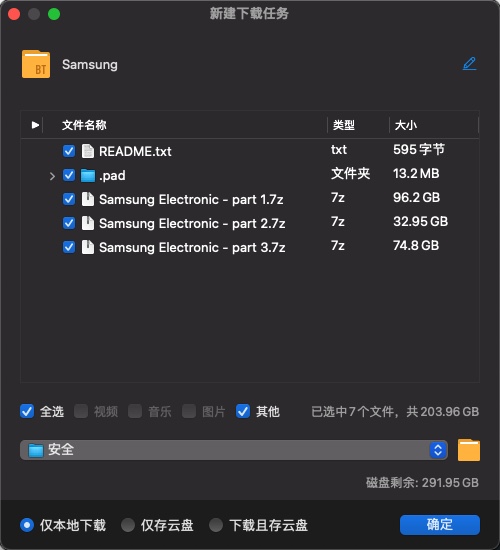 新建下载任务
BT Samsung
文件名称 类型 大小
README.txt txt 595 字节
.pad 文件夹 13.2 MB
Samsung Electronic - part 1.7z 7z 96.2 GB
Samsung Electronic - part 2.7z 7z 32.95 GB
Samsung Electronic - part 3.7z 7z 74.8 GB
全选 视频 音乐 图片 其他 已选中 7 个文件，共 203.96 GB
安全
磁盘剩余: 291.95 GB
仅本地下载 仅存云盘 下载且存云盘 确定